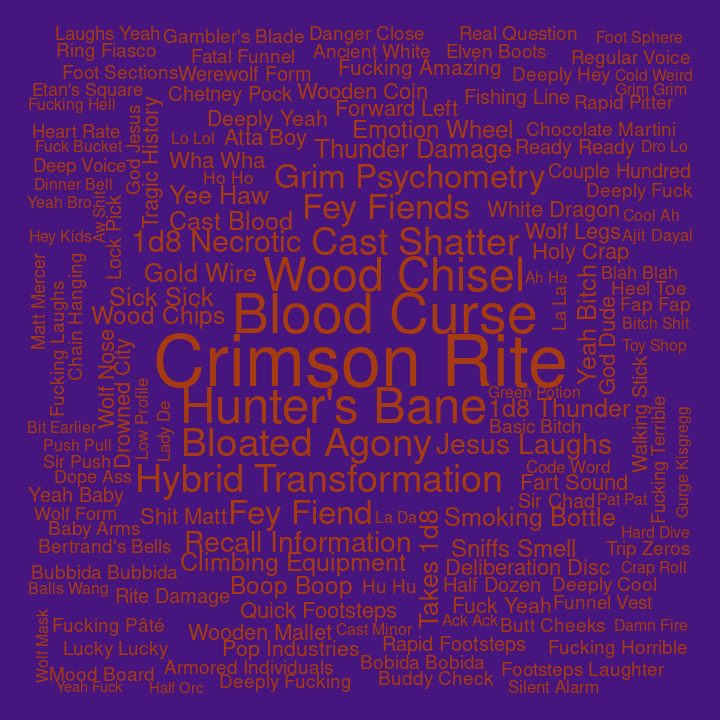 Laughs Yeah
Gambler's Blade
Danger Close
Real Question
Foot Sphere
Ring Fiasco
Fatal Funnel
Ancient White
Elven Boots
Regular Voice
Foot Sections
Werewolf Form
Fucking Amazing
Deeply Hey
Cold Weird
Etan's Square
Chetney Pock
Wooden Coin
Fishing Line
Grim Grim
Fucking Hell
Forward Left
Rapid Pitter
Deeply Yeah
Heart Rate
God Jesus
Tragic History
Lo Lol
Atta Boy
Emotion Wheel
Chocolate Martini
Fuck Bucket
Thunder Damage
Ready Ready
Dro Lo
Deep Voice
Wha Wha
Couple Hundred
Dinner Bell
Ho Ho
Grim Psychometry
Deeply Fuck
Yeah Bro
Aw Shit
Lock Pick
Yee Haw
Fey Fiends
White Dragon
Cool Ah
Cast Blood
Wolf Legs
Ajit Dayal
Hey Kids
1d8 Necrotic
Cast Shatter
Holy Crap
Matt Mercer
Chain Hanging
Gold Wire
Wood Chisel
Ah Ha
Blah Blah
Fucking Laughs
Sick Sick
La La
Yeah Bitch
God Dude
Heel Toe
Wood Chips
Blood Curse
Fap Fap
Bitch Shit
Wolf Nose
Drowned City
Crimson Rite
Toy Shop
Low Profile
Lady De
Hunter's Bane
Green Potion
1d8 Thunder
Walking Stick
Fucking Terrible
Gurge Kisgregg
Bit Earlier
Basic Bitch
Push Pull
Bloated Agony
Jesus Laughs
Sir Push
Code Word
Dope Ass
Hybrid Transformation
Fart Sound
Yeah Baby
Sir Chad
Pat Pat
Wolf Form
Shit Matt
Fey Fiend
La Da
Takes 1d8
Smoking Bottle
Baby Arms
Hard Dive
Bertrand's Bells
Recall Information
Sniffs Smell
Trip Zeros
Climbing Equipment
Deliberation Disc
Crap Roll
Bubbida Bubbida
Boop Boop
Hu Hu
Half Dozen
Deeply Cool
Balls Wang
Rite Damage
Fuck Yeah
Funnel Vest
Quick Footsteps
Wolf Mask
Fucking Pâté
Wooden Mallet
Cast Minor
Ack Ack
Butt Cheeks
Damn Fire
Lucky Lucky
Pop Industries
Rapid Footsteps
Fucking Horrible
Mood Board
Armored Individuals
Bobida Bobida
Footsteps Laughter
Yeah Fuck
Half Orc
Deeply Fucking
Buddy Check
Silent Alarm